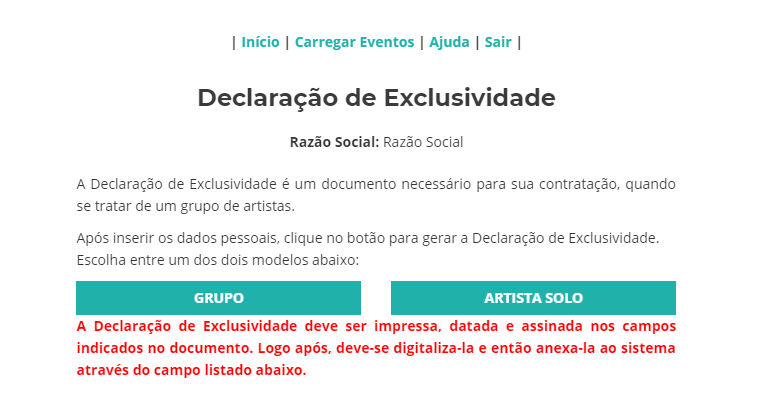 | Início | Carregar Eventos | Ajuda | Sair |
Declaração de Exclusividade
Razão Social: Razão Social
A Declaração de Exclusividade é um documento necessário para sua contratação, quando
se tratar de um grupo de artistas.
Após inserir os dados pessoais, clique no botão para gerar a Declaração de Exclusividade.
Escolha entre um dos dois modelos abaixo:
GRUPO
ARTISTA SOLO
A Declaração de Exclusividade deve ser impressa, datada e assinada nos campos
indicados no documento. Logo após, deve-se digitaliza-la e então anexa-la ao sistema
através do campo listado abaixo.